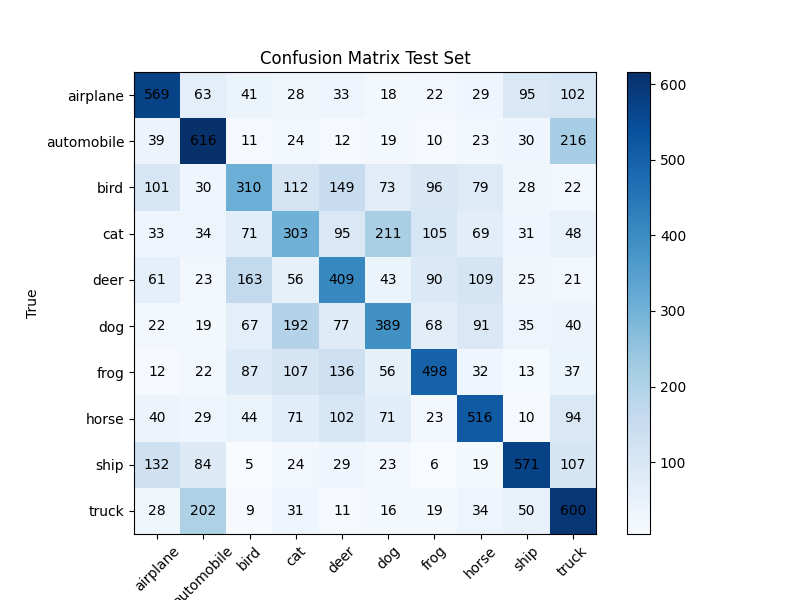 Confusion Matrix Test Set
True
airplane 569 63 41 28 33 18 22 29 95 102
automobile 39 616 11 24 12 19 10 23 30 216
bird 101 30 310 112 149 73 96 79 28 22
cat 33 34 71 303 95 211 105 69 31 48
deer 61 23 163 56 409 43 90 109 25 21
dog 22 19 67 192 77 389 68 91 35 40
frog 12 22 87 107 136 56 498 32 13 37
horse 40 29 44 71 102 71 23 516 10 94
ship 132 84 5 24 29 23 6 19 571 107
truck 28 202 9 31 11 16 19 34 50 600
airplane automobile bird cat deer dog frog horse ship truck
600
500
400
300
200
100